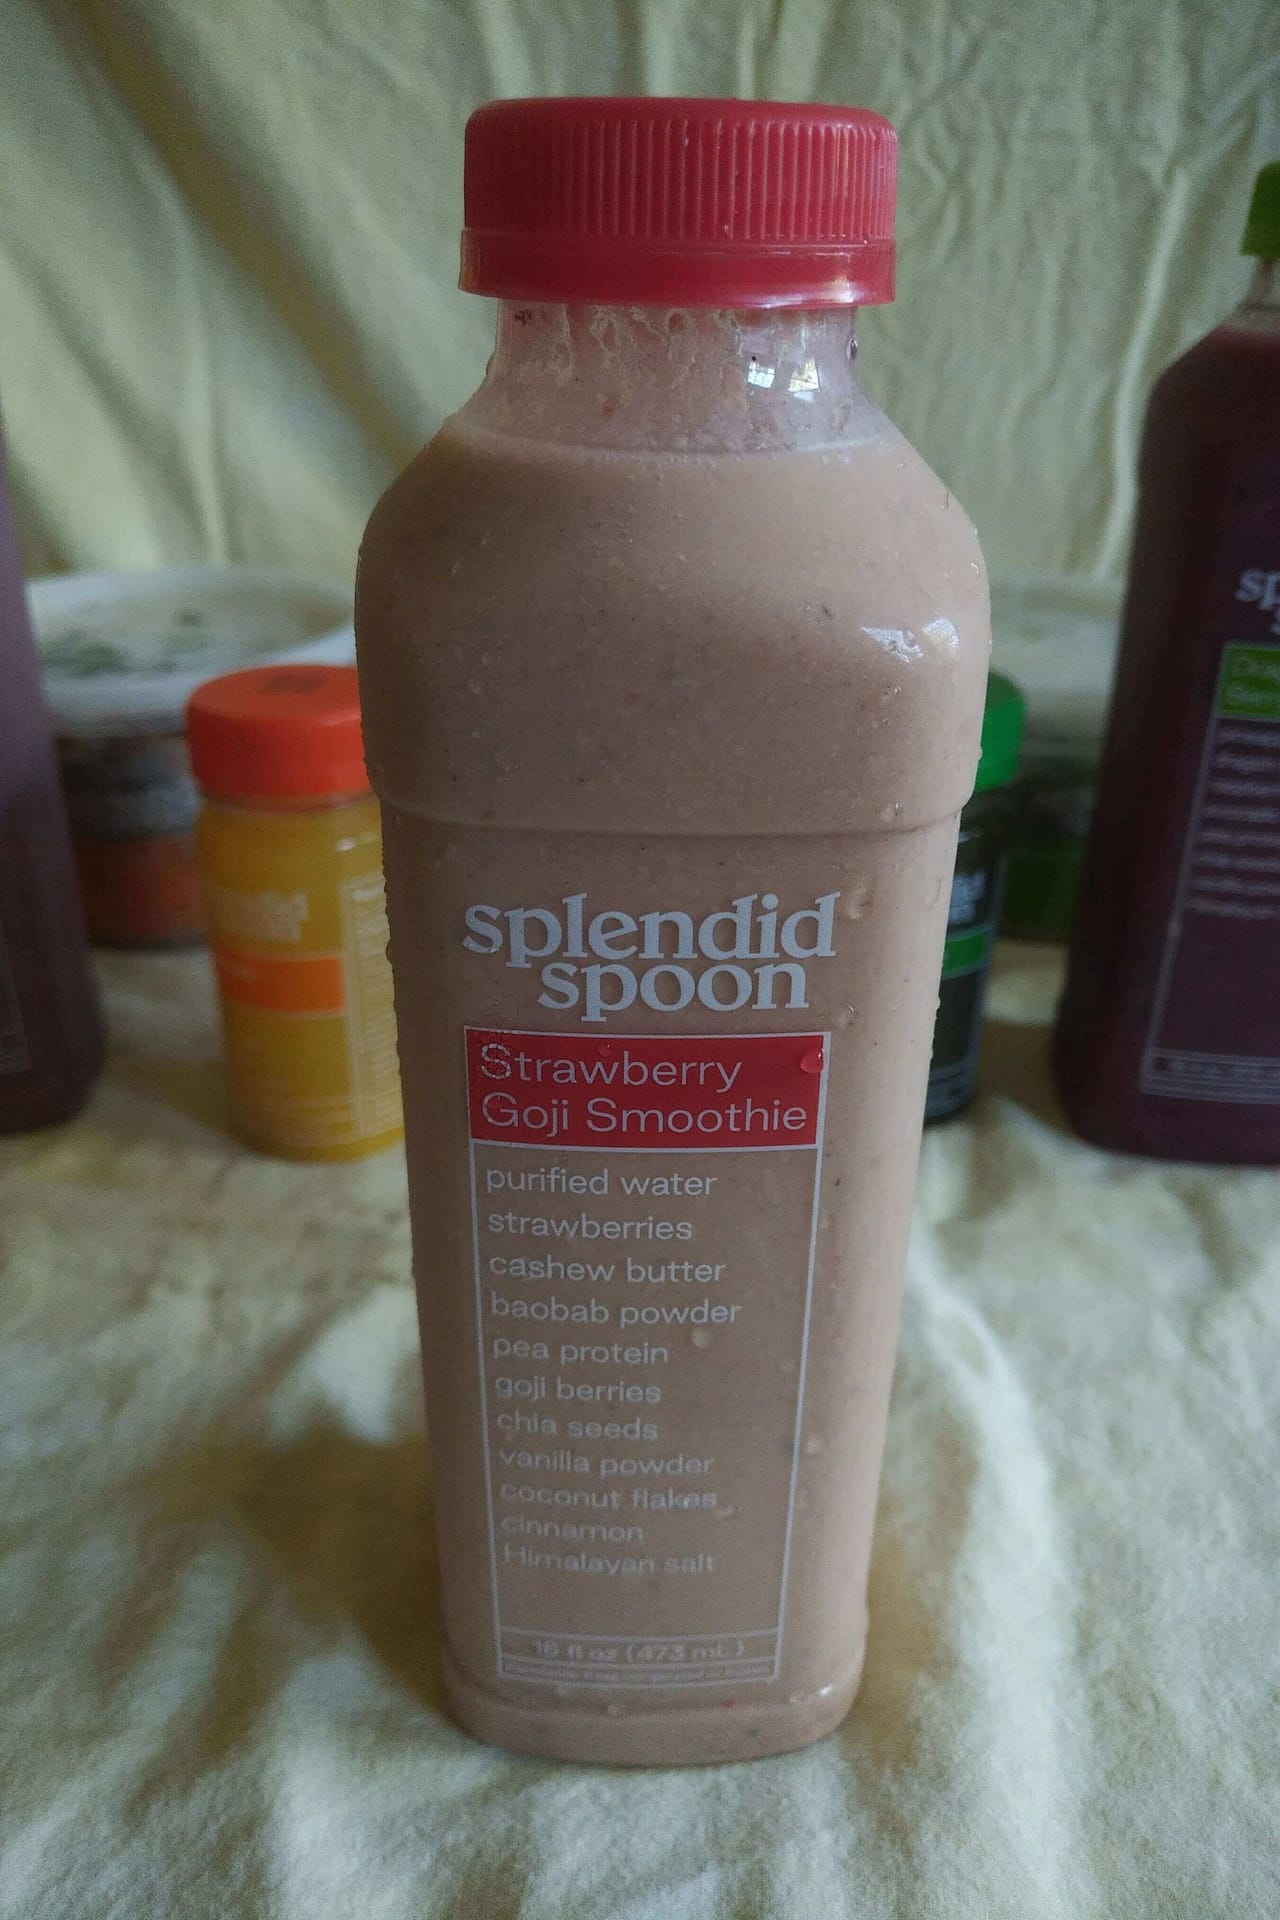 splendid
spoon
Strawberry
Goji Smoothie
purified water
strawberries
cashew butter
baobab powder
pea protein
goji berries
chia seeds
vanilla powder
coconut flakes
cinnamon
Himalayan salt
16 fl oz (473 mL)
sp